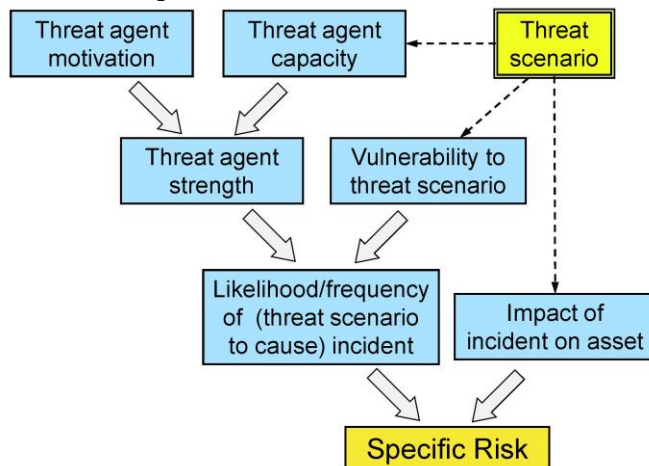 Threat agent
motivation
Threat agent
capacity
Threat
scenario
Threat agent
strength
Vulnerability to
threat scenario
Likelihood/frequency
of (threat scenario
to cause) incident
Impact of
incident on asset
Specific Risk